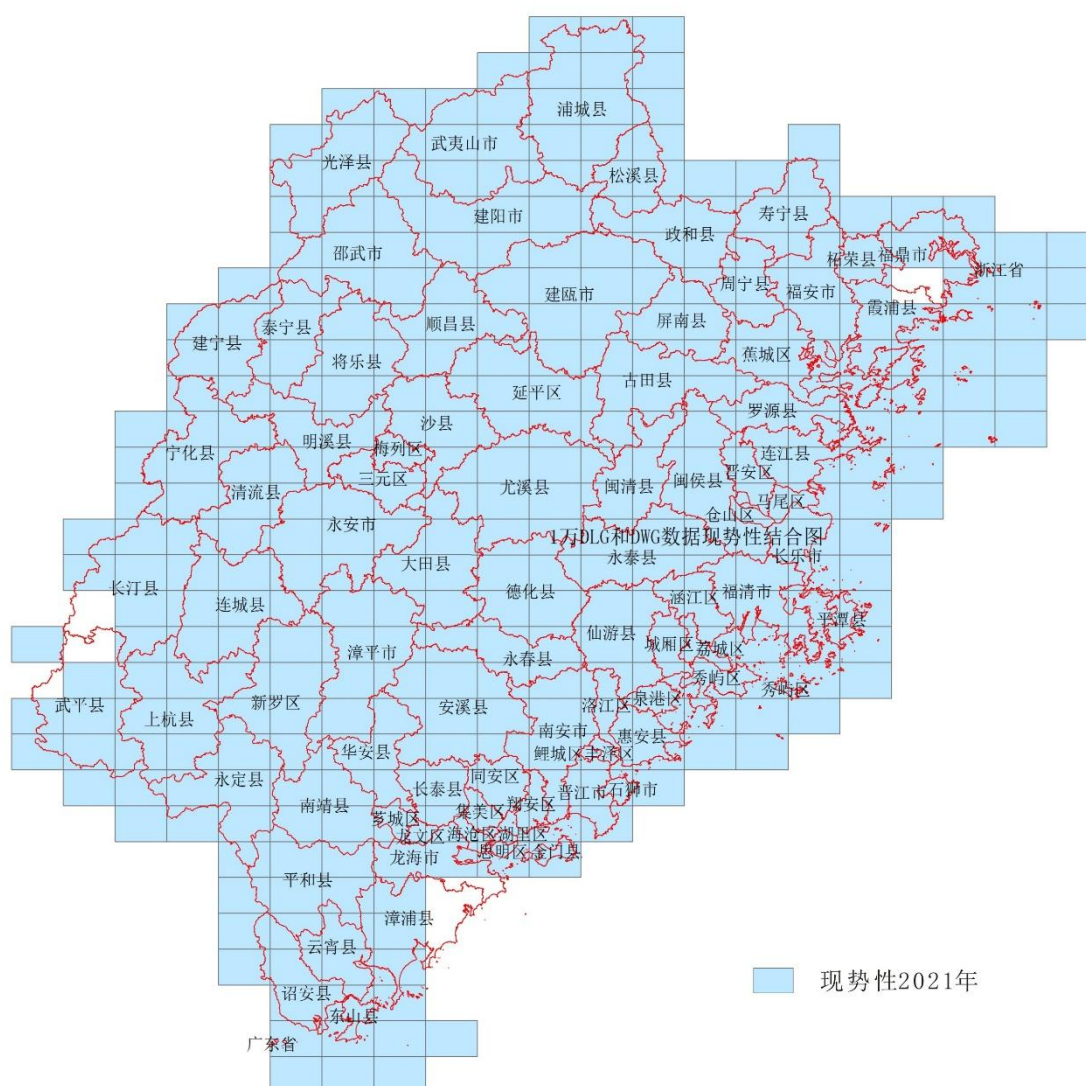 浦城县
武夷山市
光泽县
松溪县
建阳市
寿宁县
政和县
邵武市
柘荣县
福鼎市
浙江省
周宁县
福安市
建瓯市
霞浦县
泰宁县
顺昌县
屏南县
建宁县
将乐县
蕉城区
古田县
延平区
罗源县
沙县
明溪县
梅列区
宁化县
连江县
晋安区
三元区
清流县
尤溪县
闽清县
闽侯县
马尾区
仓山区
永安市
1万DLG和DWG数据现势性结合图
永泰县
长乐市
大田县
长汀县
德化县
福清市
涵江区
连城县
平潭县
仙游县
城厢区
荔城区
漳平市
永春县
秀屿区
秀屿区
泉港区
武平县
新罗区
安溪县
洛江区
上杭县
南安市
惠安县
华安县
鲤城区
丰泽区
永定县
同安区
长泰县
晋江市
石狮市
南靖县
翔安区
集美区
芗城区
龙文区
海沧区
湖里区
龙海市
思明区
金门县
平和县
漳浦县
云霄县
现势性2021年
诏安县
东山县
广东省